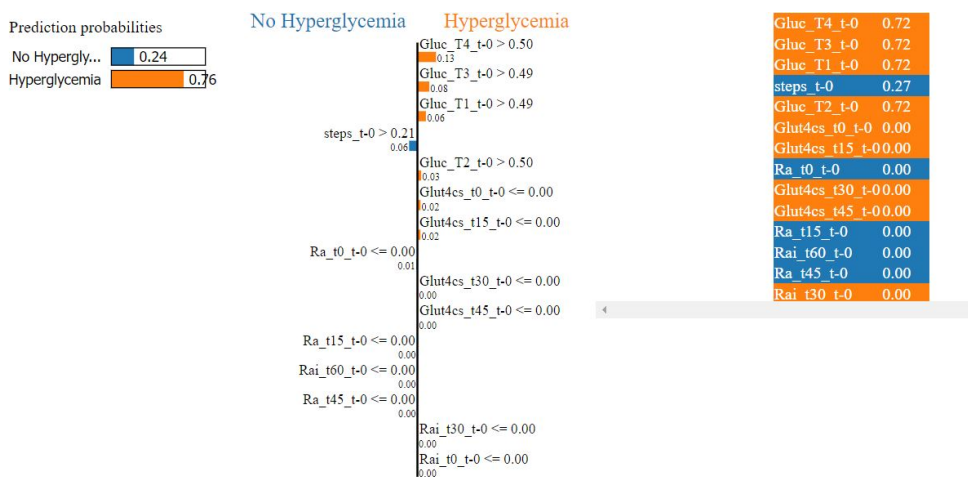 Prediction probabilities
No Hypergly... 0.24
Hyperglycemia 0.76
No Hyperglycemia Hyperglycemia
Gluc_T4_t-0 > 0.50
0.13
Gluc_T3_t-0 > 0.49
0.08
Gluc_T1_t-0 > 0.49
0.06
steps_t-0 > 0.21
0.06
Gluc_T2_t-0 > 0.50
0.03
Glut4cs_t0_t-0 <= 0.00
0.02
Glut4cs_t15_t-0 <= 0.00
0.02
Ra_t0_t-0 <= 0.00
0.01
Glut4cs_t30_t-0 <= 0.00
0.00
Glut4cs_t45_t-0 <= 0.00
0.00
Ra_t15_t-0 <= 0.00
0.00
Rai_t60_t-0 <= 0.00
0.00
Ra_t45_t-0 <= 0.00
0.00
Rai_t30_t-0 <= 0.00
0.00
Rai_t0_t-0 <= 0.00
0.00
Gluc_T4_t-0 0.72
Gluc_T3_t-0 0.72
Gluc_T1_t-0 0.72
steps_t-0 0.27
Gluc_T2_t-0 0.72
Glut4cs_t0_t-0 0.00
Glut4cs_t15_t-0 0.00
Ra_t0_t-0 0.00
Glut4cs_t30_t-0 0.00
Glut4cs_t45_t-0 0.00
Ra_t15_t-0 0.00
Rai_t60_t-0 0.00
Ra_t45_t-0 0.00
Rai_t30_t-0 0.00